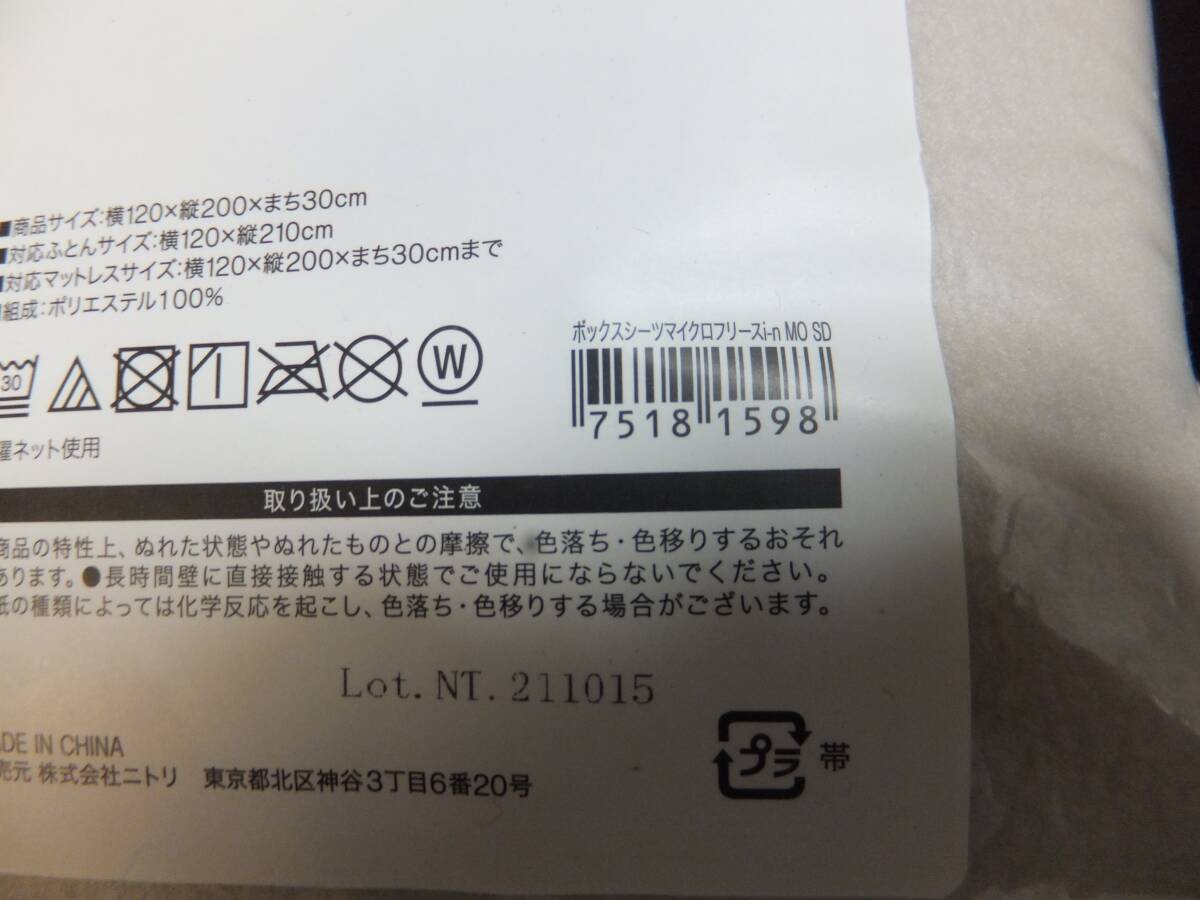 ■商品サイズ:横120×縦200×まち30cm
■対応ふとんサイズ:横120×縦210cm
■対応マットレスサイズ:横120×縦200×まち30cmまで
組成:ポリエステル100%
ボックスシーツマイクロフリースi-n MO SD
30
W
7518 1598
濯ネット使用
取り扱い上のご注意
商品の特性上、ぬれた状態やぬれたものとの摩擦で、色落ち・色移りするおそれ
あります。●長時間壁に直接接触する状態でご使用にならないでください。
紙の種類によっては化学反応を起こし、色落ち・色移りする場合がございます。
Lot. NT. 211015
ADE IN CHINA
売元 株式会社ニトリ 東京都北区神谷3丁目6番20号
プラ 帯